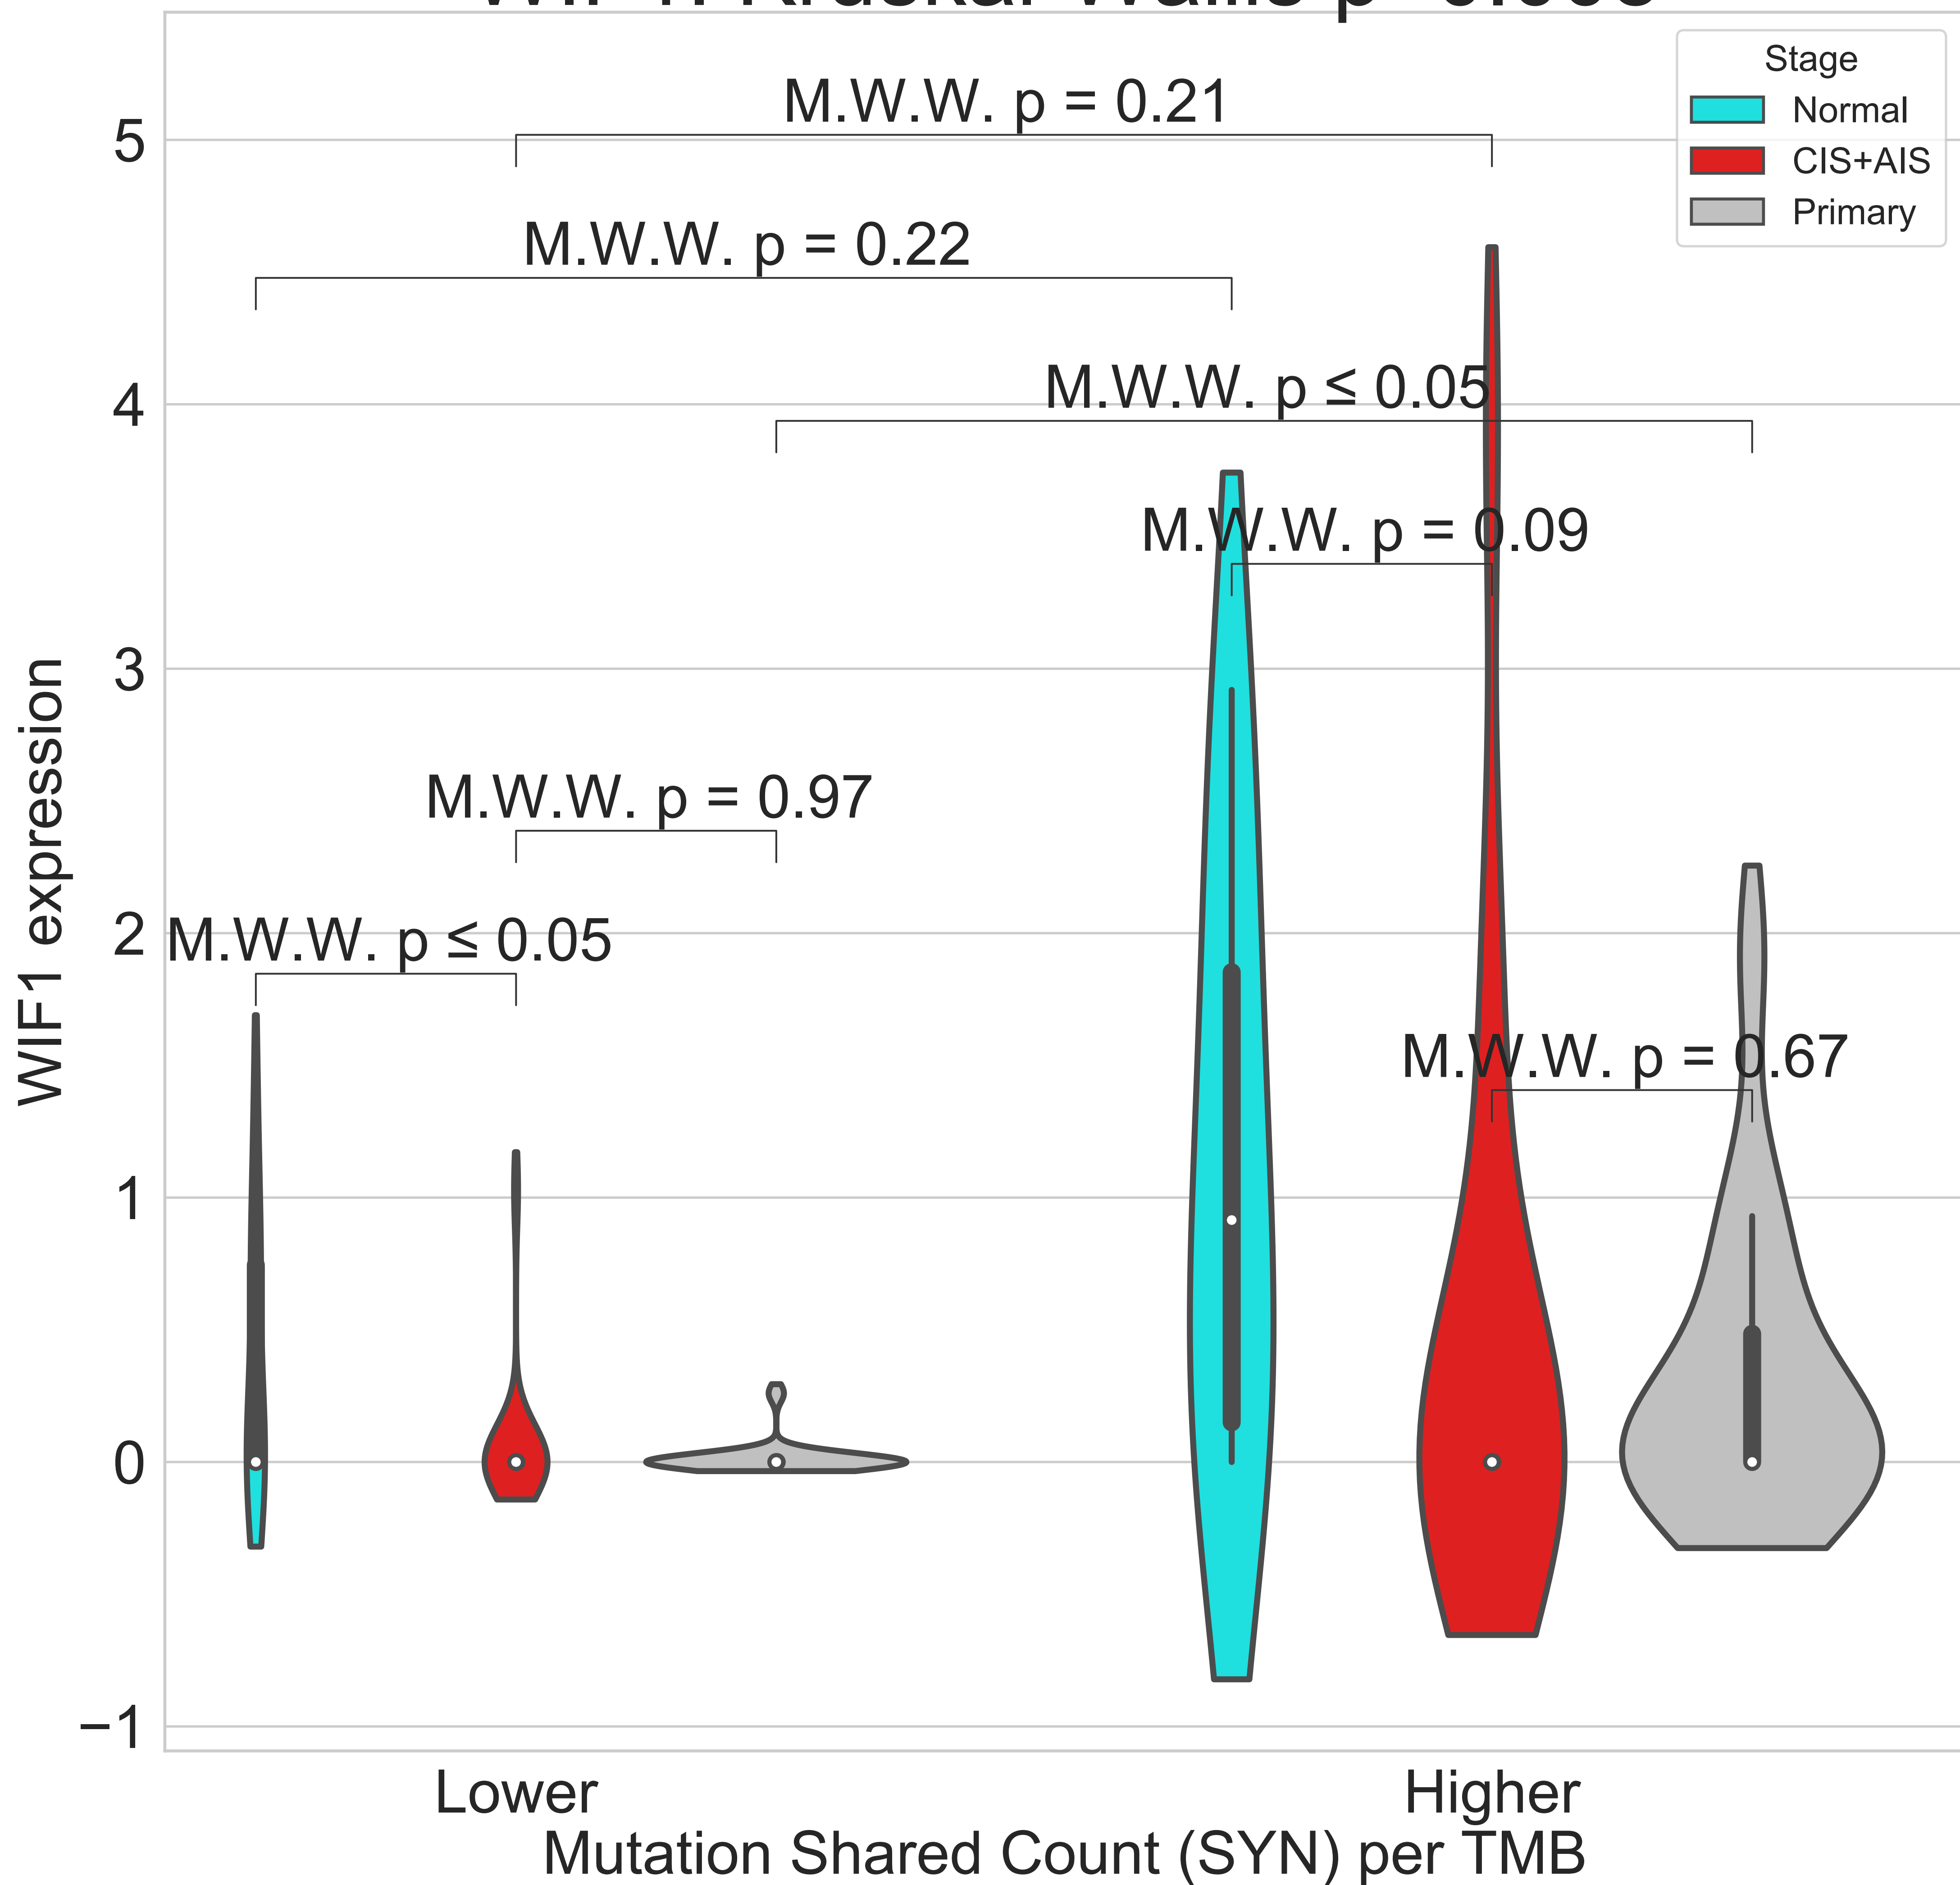 M.W.W. p = 0.21
M.W.W. p = 0.22
M.W.W. p ≤ 0.05
M.W.W. p = 0.09
M.W.W. p = 0.97
M.W.W. p ≤ 0.05
M.W.W. p = 0.67
Stage
Normal
CIS+AIS
Primary
WIF1 expression
5
4
3
2
1
0
−1
Lower
Higher
Mutation Shared Count (SYN) per TMB